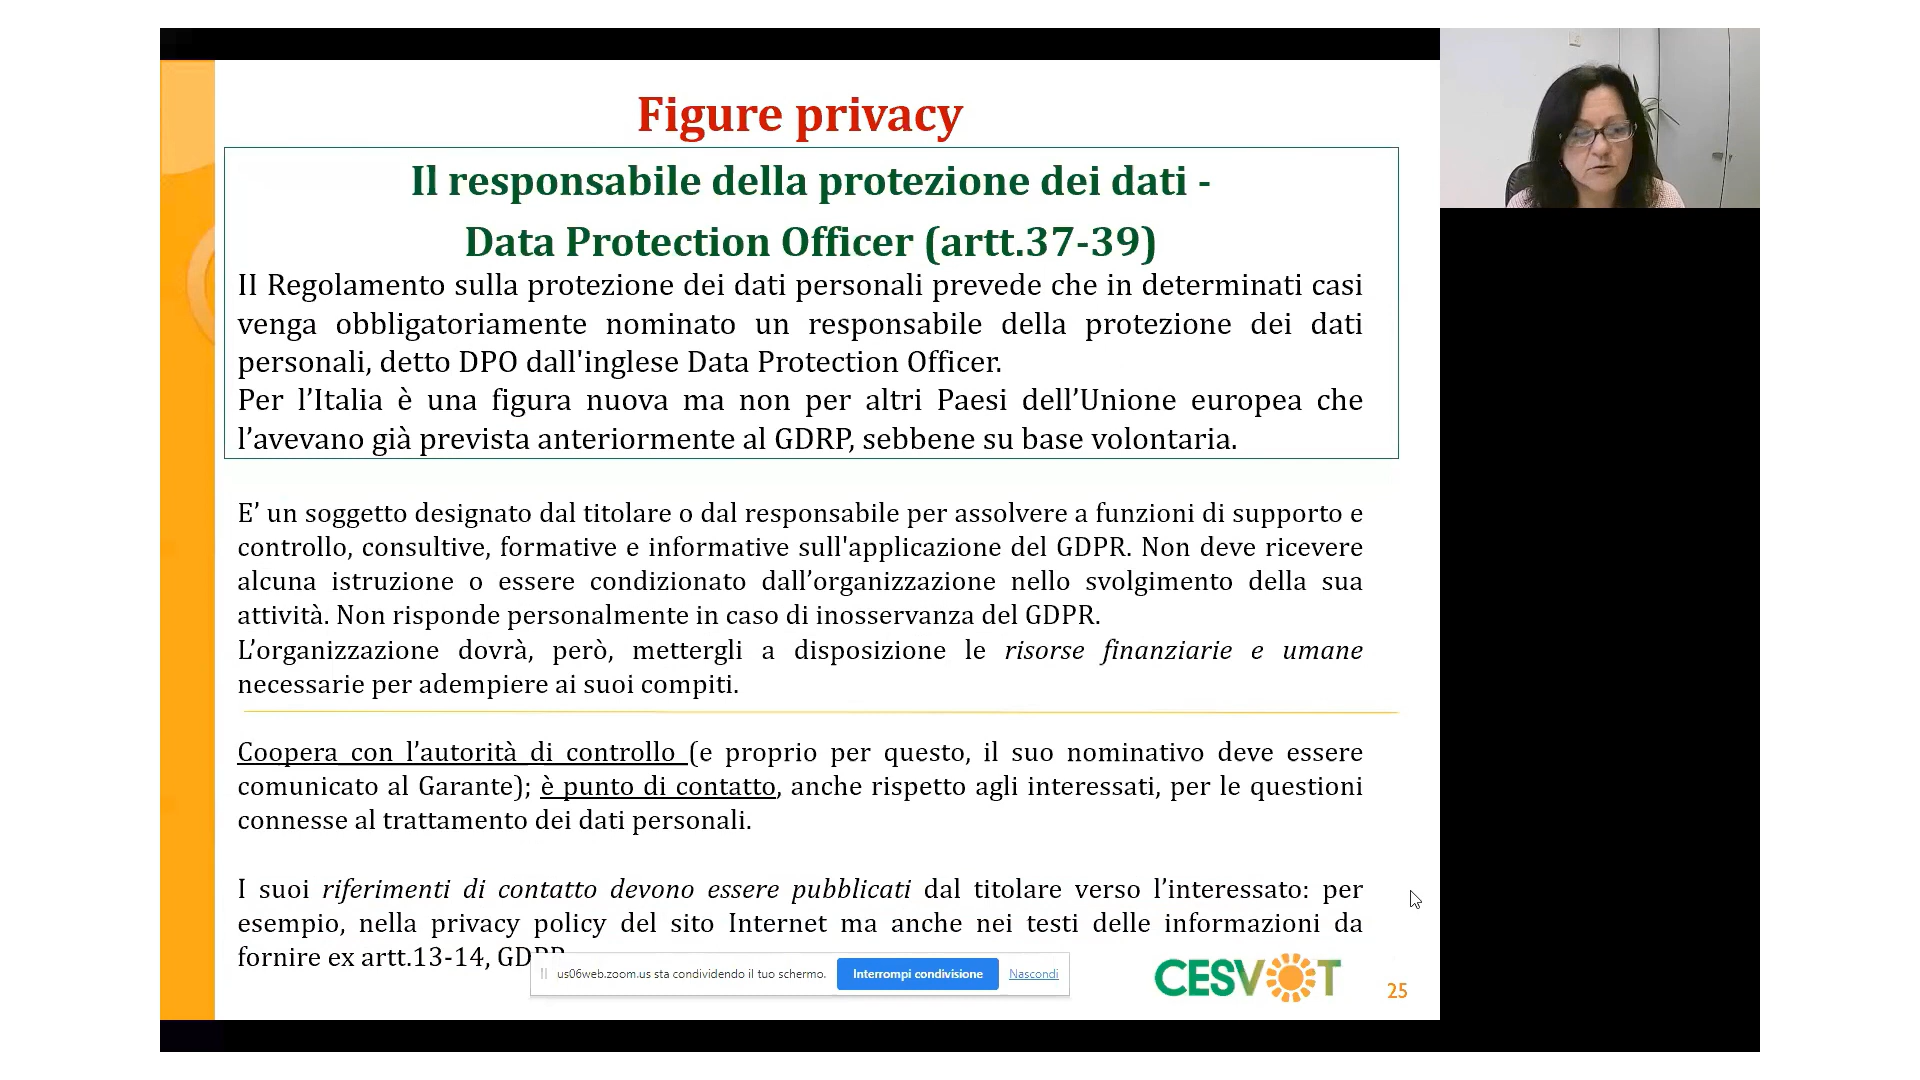 Figure privacy
Il responsabile della protezione dei dati -
Data Protection Officer (artt.37-39)
Il Regolamento sulla protezione dei dati personali prevede che in determinati casi
venga obbligatoriamente nominato un responsabile della protezione dei dati
personali, detto DPO dall'inglese Data Protection Officer.
Per l’Italia è una figura nuova ma non per altri Paesi dell’Unione europea che
l’avevano già prevista anteriormente al GDRP, sebbene su base volontaria.
E’ un soggetto designato dal titolare o dal responsabile per assolvere a funzioni di supporto e
controllo, consultive, formative e informative sull'applicazione del GDPR. Non deve ricevere
alcuna istruzione o essere condizionato dall’organizzazione nello svolgimento della sua
attività. Non risponde personalmente in caso di inosservanza del GDPR.
L’organizzazione dovrà, però, mettergli a disposizione le risorse finanziarie e umane
necessarie per adempiere ai suoi compiti.
Coopera con l’autorità di controllo (e proprio per questo, il suo nominativo deve essere
comunicato al Garante); è punto di contatto, anche rispetto agli interessati, per le questioni
connesse al trattamento dei dati personali.
I suoi riferimenti di contatto devono essere pubblicati dal titolare verso l’interessato: per
esempio, nella privacy policy del sito Internet ma anche nei testi delle informazioni da
fornire ex artt.13-14, GDPR
us06web.zoom.us sta condividendo il tuo schermo. Interrompi condivisione Nascondi
CESVOT
25